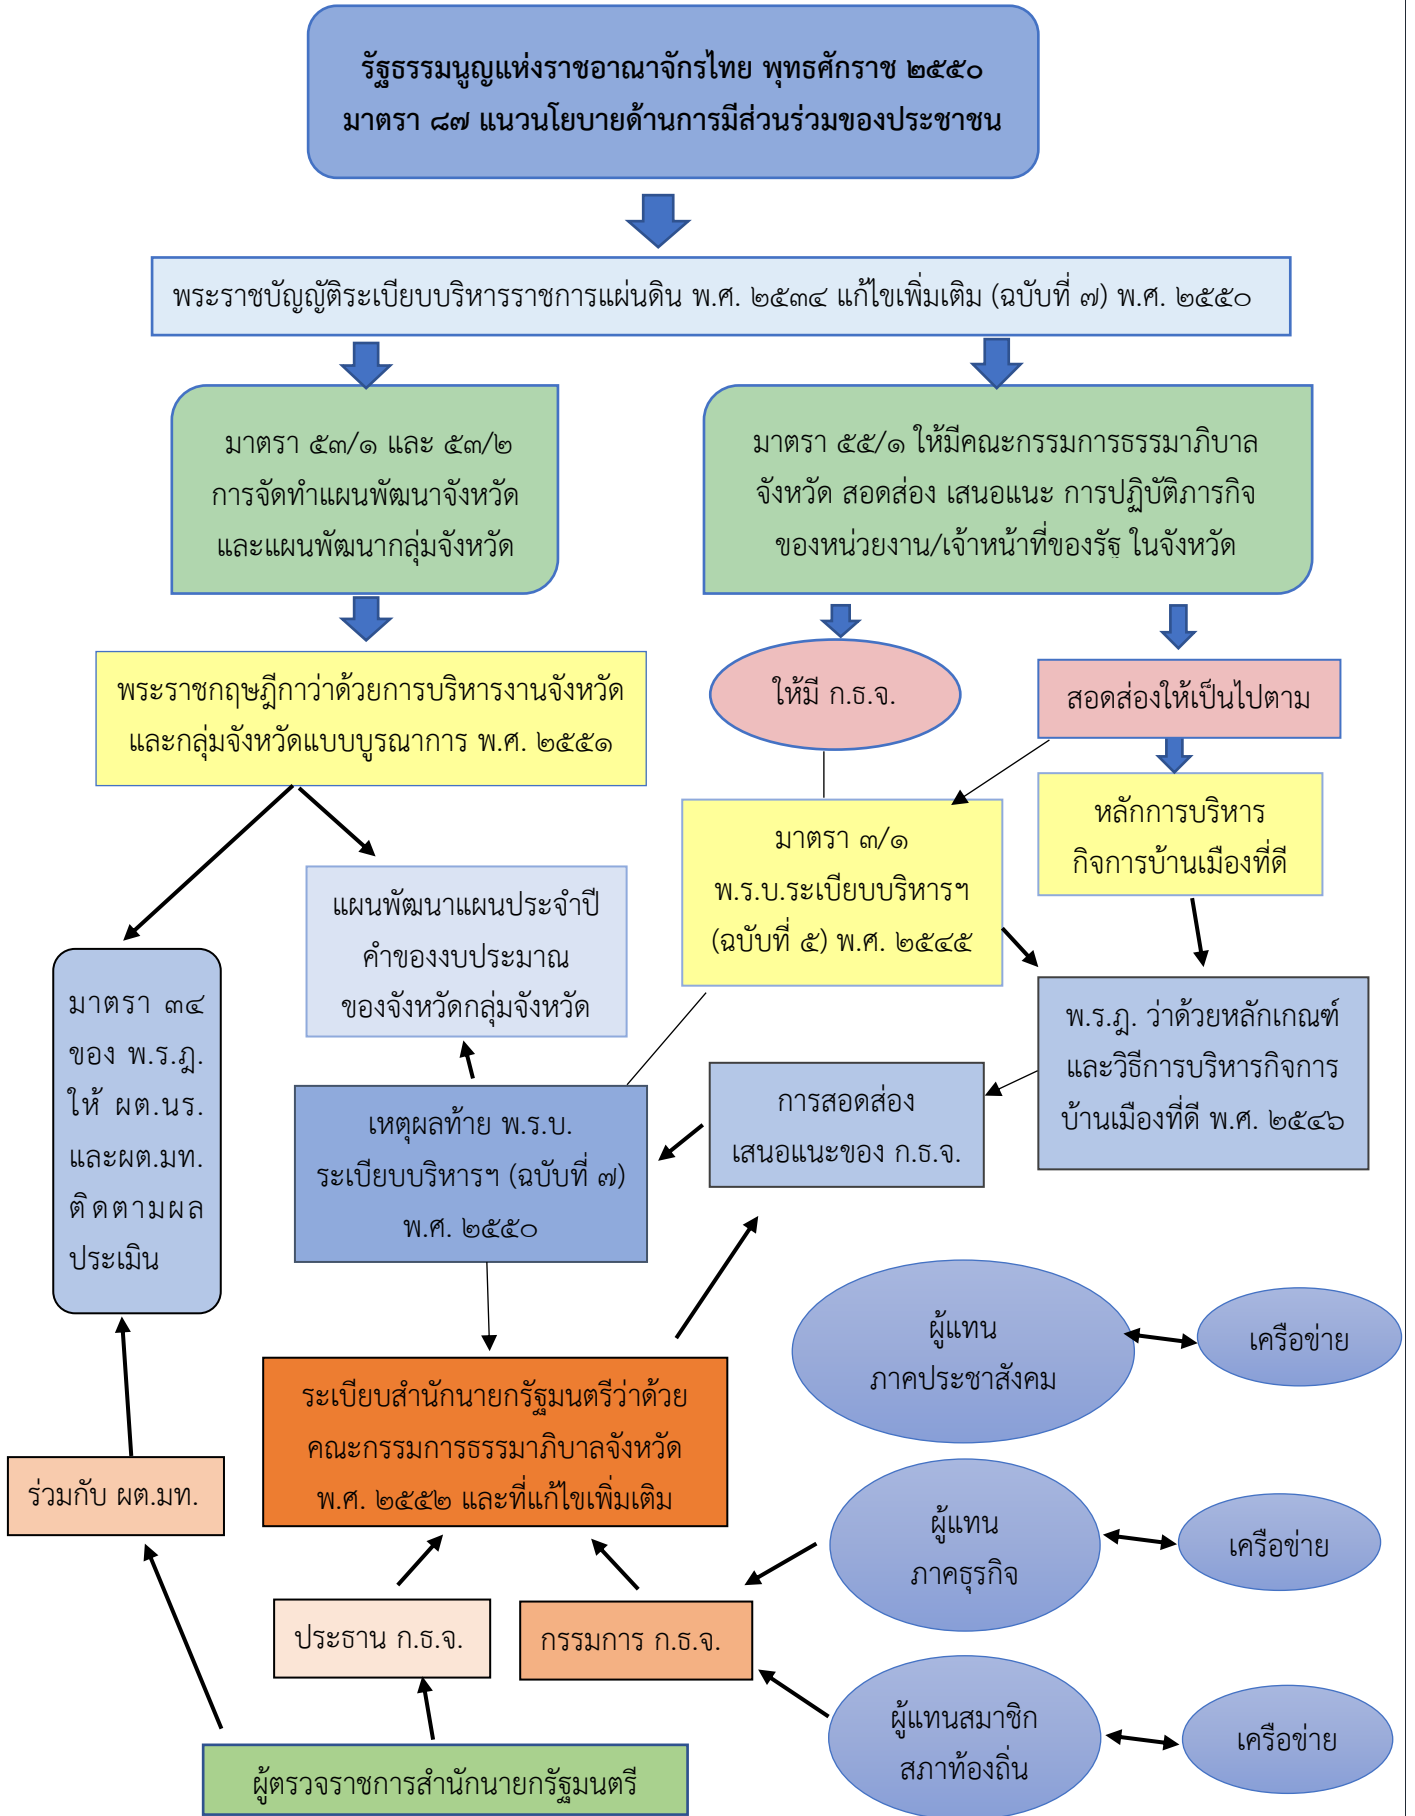 รัฐธรรมนูญแห่งราชอาณาจักรไทย พุทธศักราช ๒๕๕๐
มาตรา ๘๗ แนวนโยบายด้านการมีส่วนร่วมของประชาชน
พระราชบัญญัติระเบียบบริหารราชการแผ่นดิน พ.ศ. ๒๕๓๔ แก้ไขเพิ่มเติม (ฉบับที่ ๗) พ.ศ. ๒๕๕๐
มาตรา ๕๓/๑ และ ๕๓/๒
การจัดทำแผนพัฒนาจังหวัด
และแผนพัฒนากลุ่มจังหวัด
มาตรา ๕๕/๑ ให้มีคณะกรรมการธรรมาภิบาล
จังหวัด สอดส่อง เสนอแนะ การปฏิบัติภารกิจ
ของหน่วยงาน/เจ้าหน้าที่ของรัฐ ในจังหวัด
พระราชกฤษฎีกาว่าด้วยการบริหารงานจังหวัด
และกลุ่มจังหวัดแบบบูรณาการ พ.ศ. ๒๕๕๑
ให้มี ก.ธ.จ.
สอดส่องให้เป็นไปตาม
หลักการบริหาร
กิจการบ้านเมืองที่ดี
มาตรา ๓/๑
พ.ร.บ.ระเบียบบริหารฯ
(ฉบับที่ ๕) พ.ศ. ๒๕๔๕
แผนพัฒนาแผนประจำปี
คำของบประมาณ
ของจังหวัดกลุ่มจังหวัด
มาตรา ๓๔
ของ พ.ร.ฎ.
ให้ ผต.นร.
และผต.มท.
ติดตามผล
ประเมิน
พ.ร.ฎ. ว่าด้วยหลักเกณฑ์
และวิธีการบริหารกิจการ
บ้านเมืองที่ดี พ.ศ. ๒๕๔๖
การสอดส่อง
เสนอแนะของ ก.ธ.จ.
เหตุผลท้าย พ.ร.บ.
ระเบียบบริหารฯ (ฉบับที่ ๗)
พ.ศ. ๒๕๕๐
ผู้แทน
ภาคประชาสังคม
เครือข่าย
ระเบียบสำนักนายกรัฐมนตรีว่าด้วย
คณะกรรมการธรรมาภิบาลจังหวัด
พ.ศ. ๒๕๕๒ และที่แก้ไขเพิ่มเติม
ร่วมกับ ผต.มท.
ผู้แทน
ภาคธุรกิจ
เครือข่าย
ประธาน ก.ธ.จ.
กรรมการ ก.ธ.จ.
ผู้แทนสมาชิก
สภาท้องถิ่น
เครือข่าย
ผู้ตรวจราชการสำนักนายกรัฐมนตรี